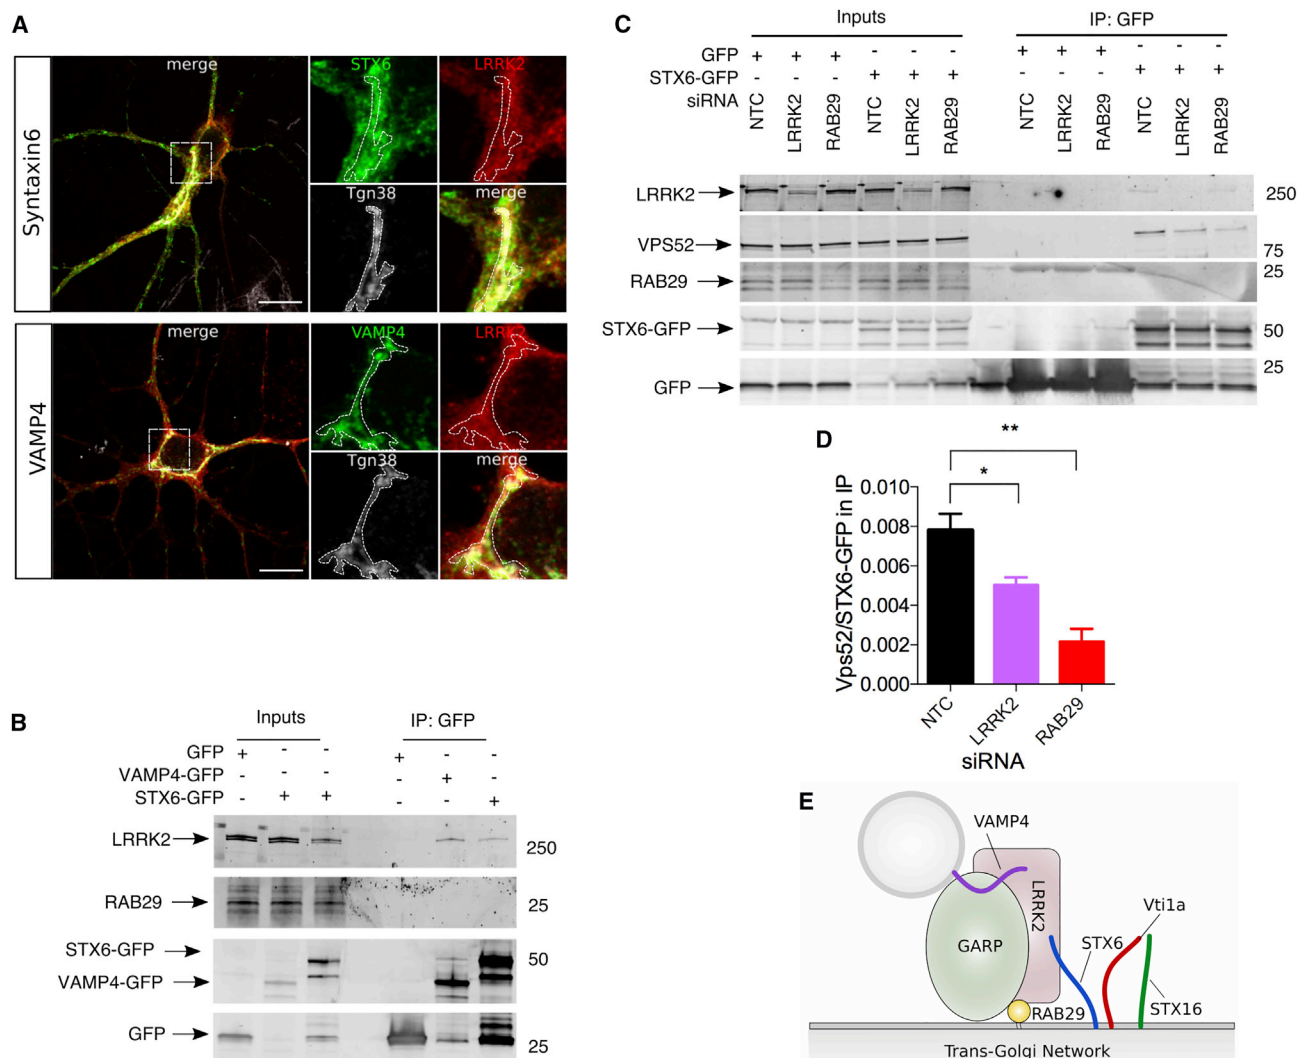 A
Syntaxin6
merge
STX6
LRRK2
Tgn38
merge
VAMP4
merge
VAMP4
LRRK2
Tgn38
merge
B
Inputs
IP: GFP
GFP + - - + - -
VAMP4-GFP - - - - + -
STX6-GFP - + + - - +
LRRK2
250
RAB29
25
STX6-GFP
50
VAMP4-GFP
GFP
25
C
Inputs
IP: GFP
GFP + + + - - - + + + - - -
STX6-GFP - - - + + + - - - + + +
siRNA NTC LRRK2 RAB29 NTC LRRK2 RAB29 NTC LRRK2 RAB29 NTC LRRK2 RAB29
LRRK2
250
VPS52
75
RAB29
25
STX6-GFP
50
GFP
25
D
**
*
Vps52/STX6-GFP in IP
0.010
0.008
0.006
0.004
0.002
0.000
NTC
LRRK2
RAB29
siRNA
E
VAMP4
LRRK2
GARP
Vti1a
STX6
RAB29
STX16
Trans-Golgi Network